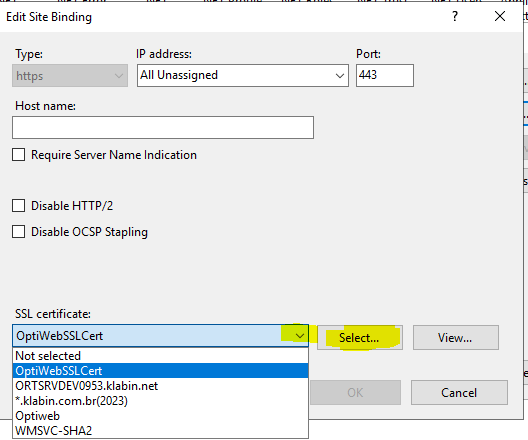 Edit Site Binding
Type:
IP address:
Port:
https
All Unassigned
443
Host name:
Require Server Name Indication
Disable HTTP/2
Disable OCSP Stapling
SSL certificate:
OptiWebSSLCert
Select...
View...
Not selected
OptiWebSSLCert
ORTSRVDEV0953.klabin.net
*.klabin.com.br(2023)
Optiweb
WMSVC-SHA2
OK
Cancel